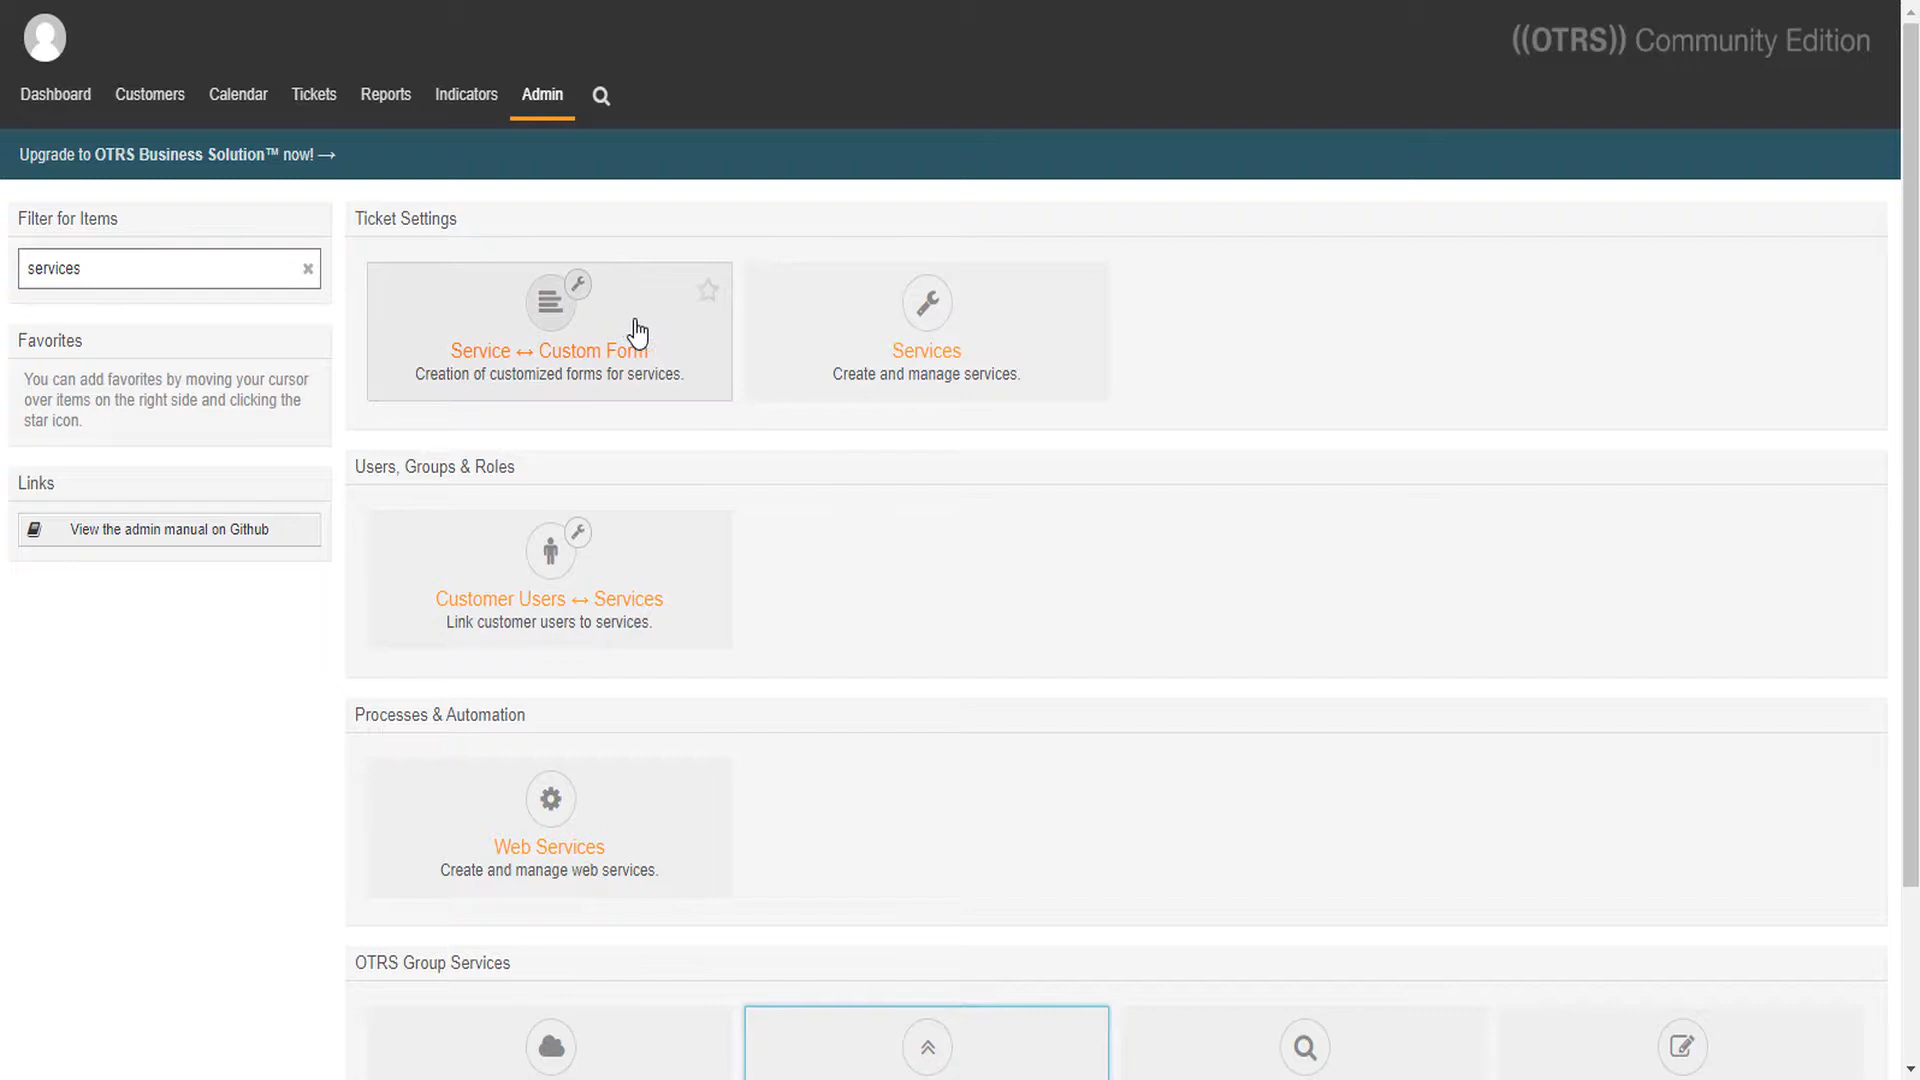 ((OTRS)) Community Edition
Dashboard Customers Calendar Tickets Reports Indicators Admin
Upgrade to OTRS Business Solution™ now! →
Filter for Items
services
Favorites
You can add favorites by moving your cursor
over items on the right side and clicking the
star icon.
Links
View the admin manual on Github
Ticket Settings
Service ↔ Custom Form
Creation of customized forms for services.
Services
Create and manage services.
Users, Groups & Roles
Customer Users ↔ Services
Link customer users to services.
Processes & Automation
Web Services
Create and manage web services.
OTRS Group Services